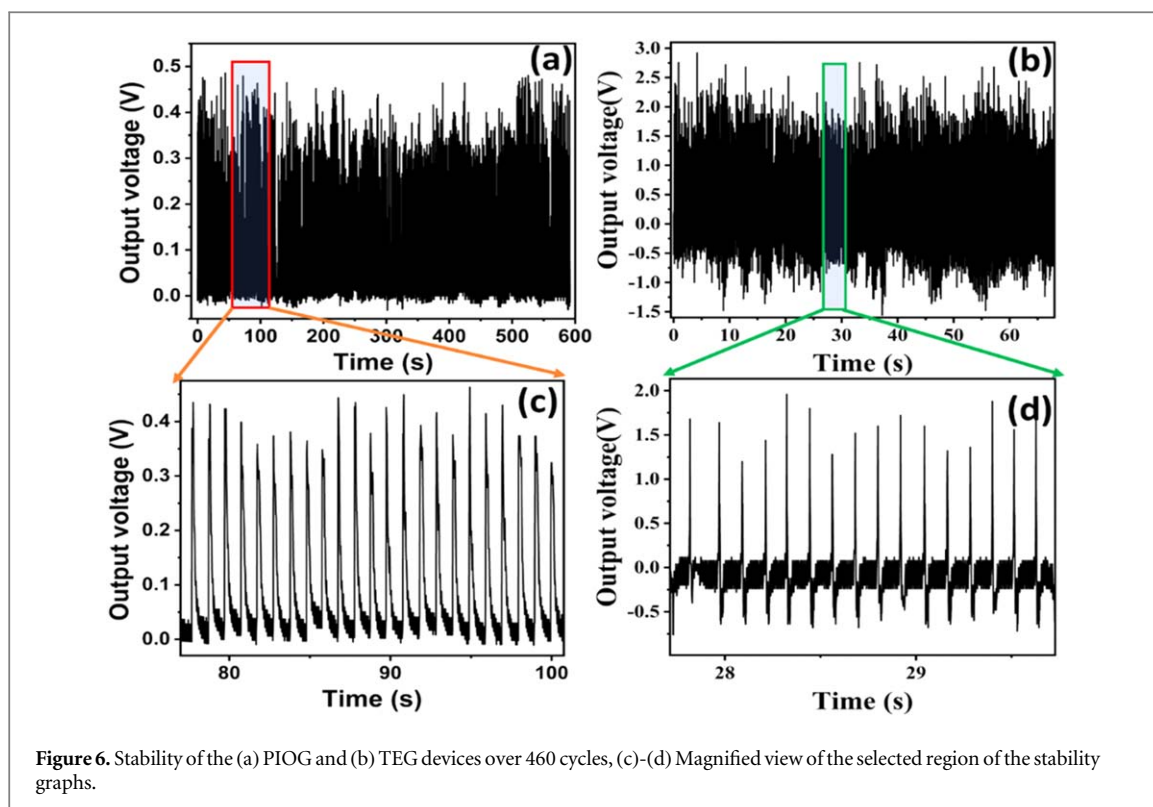 (a)
Output voltage (V)
0.5
0.4
0.3
0.2
0.1
0.0
0 100 200 300 400 500 600
Time (s)
(b)
Output voltage(V)
3.0
2.5
2.0
1.5
1.0
0.5
0.0
-0.5
-1.0
-1.5
0 10 20 30 40 50 60
Time (s)
(c)
Output voltage (V)
0.4
0.3
0.2
0.1
0.0
80 90 100
Time (s)
(d)
Output voltage(V)
2.0
1.5
1.0
0.5
0.0
-0.5
28 29
Time (s)
Figure 6. Stability of the (a) PIOG and (b) TEG devices over 460 cycles, (c)-(d) Magnified view of the selected region of the stability
graphs.